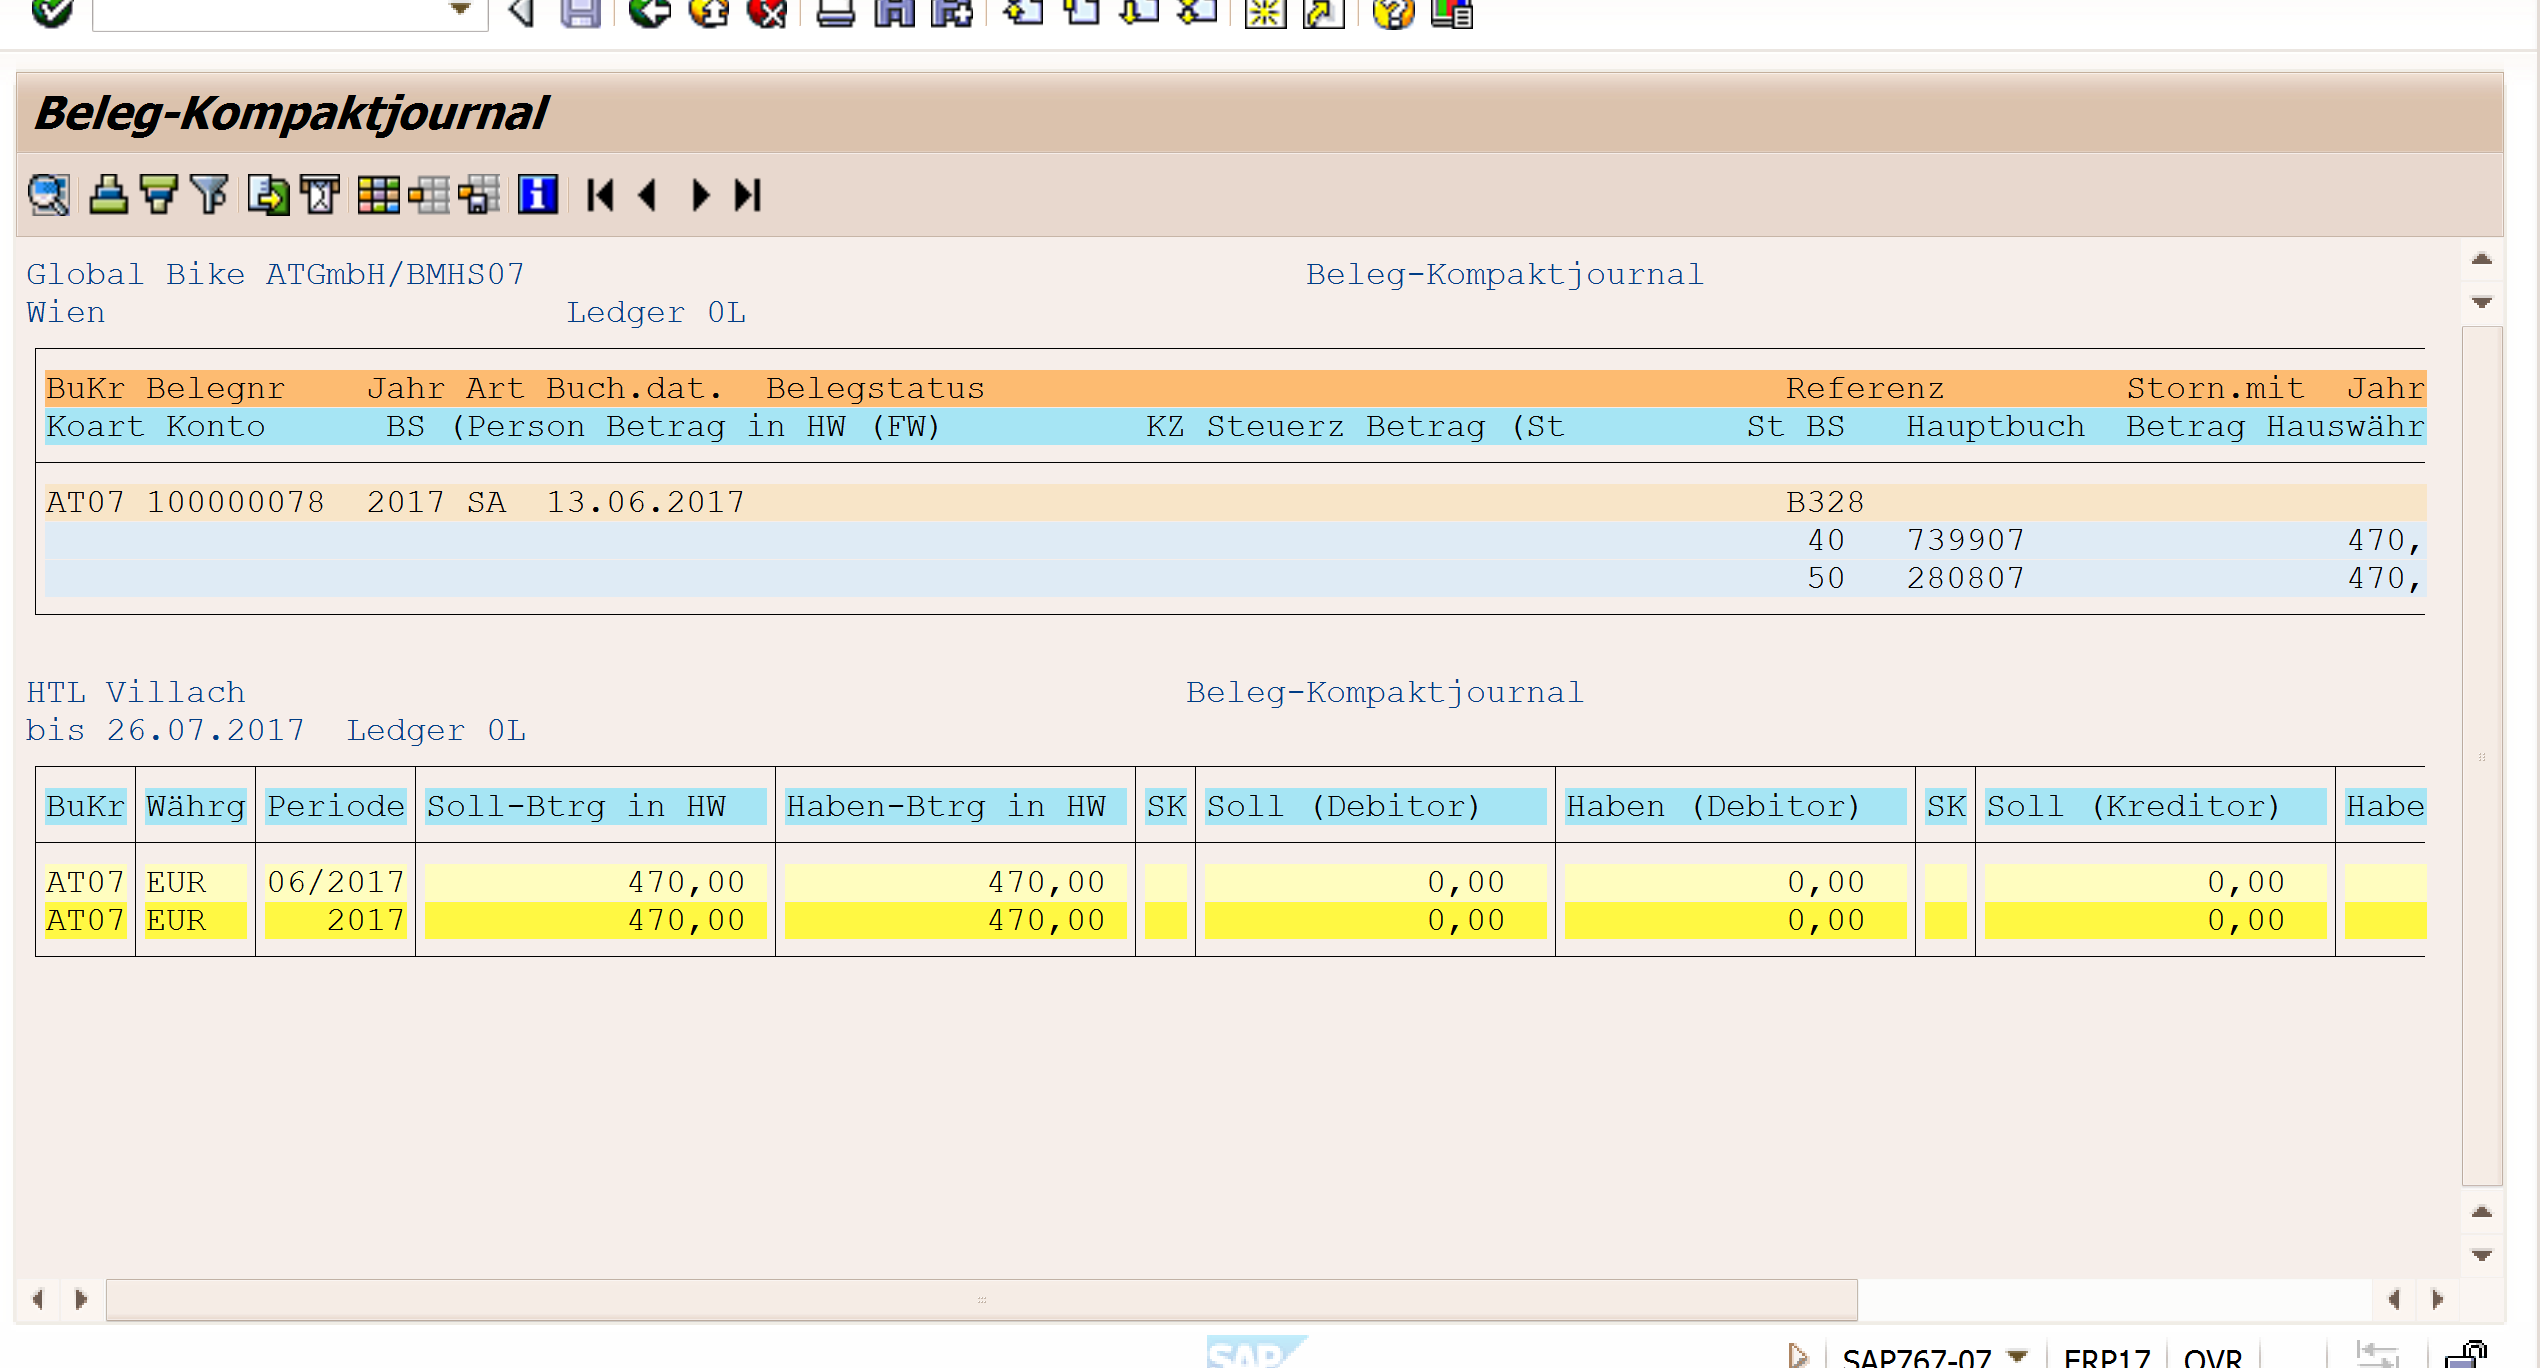 Beleg-Kompaktjournal
Global Bike ATGmbH/BMHS07 Beleg-Kompaktjournal
Wien Ledger 0L
BuKr Belegnr Jahr Art Buch.dat. Belegstatus Referenz Storn.mit Jahr
Koart Konto BS (Person Betrag in HW (FW) KZ Steuerz Betrag (St St BS Hauptbuch Betrag Hauswähr
AT07 100000078 2017 SA 13.06.2017 B328
40 739907 470,
50 280807 470,
HTL Villach Beleg-Kompaktjournal
bis 26.07.2017 Ledger 0L
BuKr Währg Periode Soll-Btrg in HW Haben-Btrg in HW SK Soll (Debitor) Haben (Debitor) SK Soll (Kreditor) Habe
AT07 EUR 06/2017 470,00 470,00 0,00 0,00 0,00
AT07 EUR 2017 470,00 470,00 0,00 0,00 0,00
SAP SAP767-07 ERP17 OVR